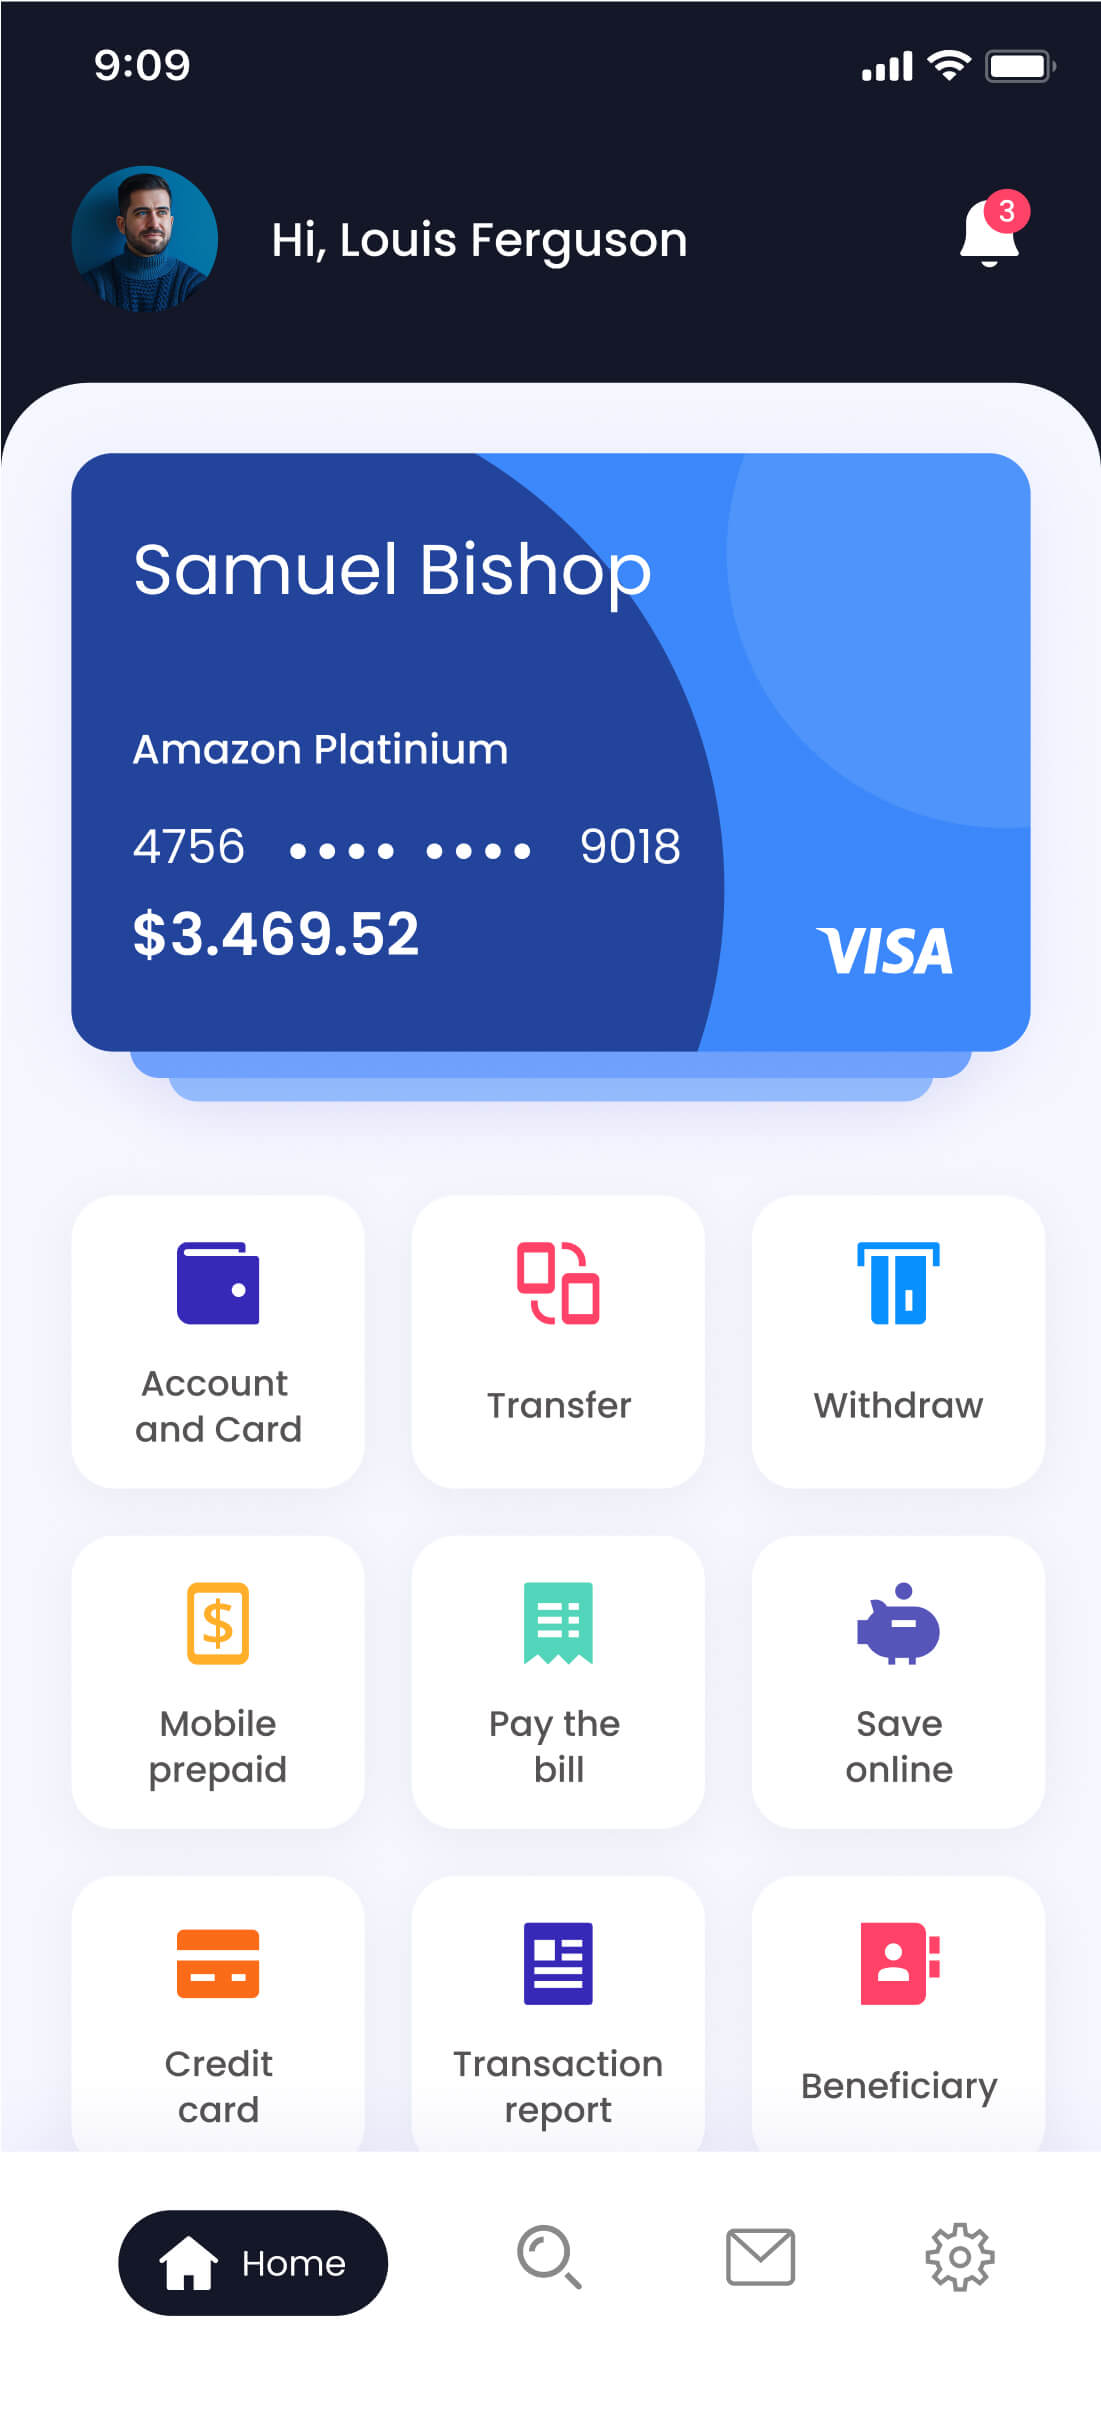 9:09
Hi, Louis Ferguson
3
Samuel Bishop
Amazon Platinium
4756 •••• •••• 9018
$3.469.52
VISA
Account
and Card
Transfer
Withdraw
$
Mobile
prepaid
Pay the
bill
Save
online
Credit
card
Transaction
report
Beneficiary
Home